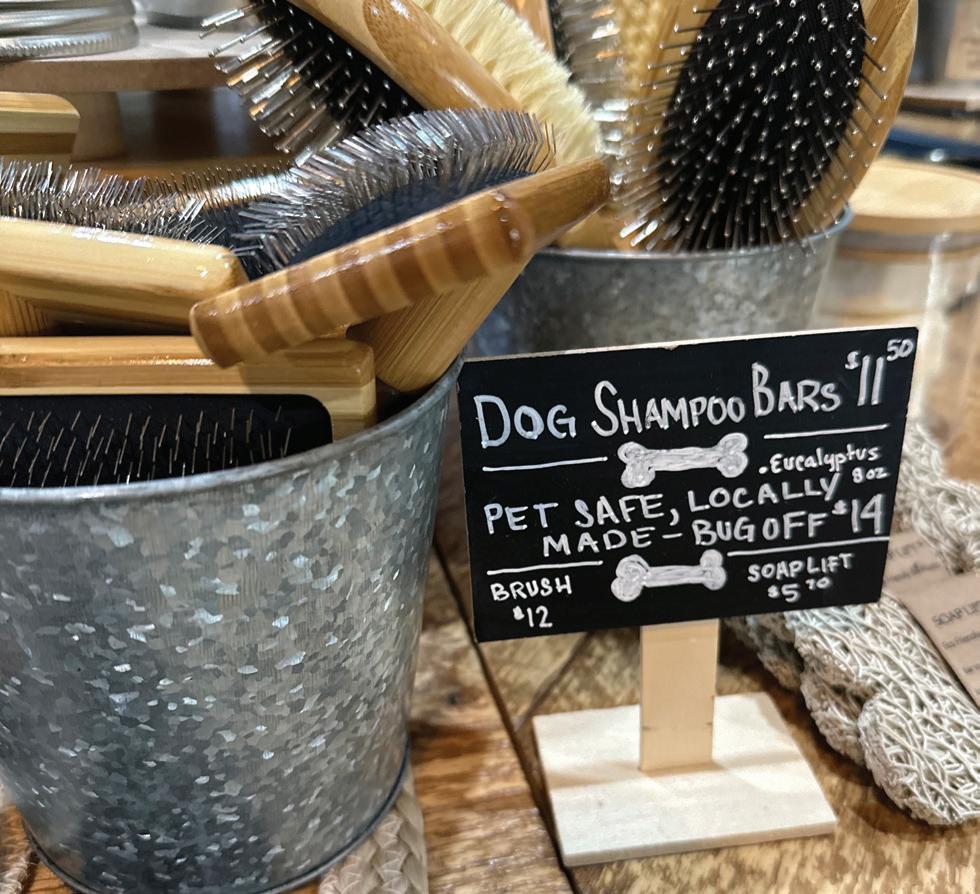 DOG SHAMPOO BARS $11 50
.Eucalyptus
8oz
PET SAFE, LOCALLY
MADE - BUG OFF $14
BRUSH
$12
SOAP LIFT
$5 70
SOAP